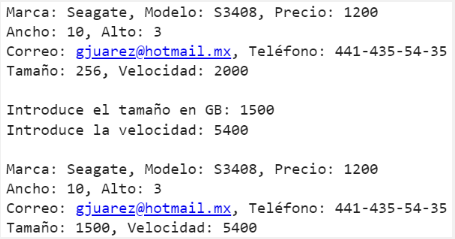 Marca: Seagate, Modelo: S3408, Precio: 1200
Ancho: 10, Alto: 3
Correo: gjuarez@hotmail.mx, Teléfono: 441-435-54-35
Tamaño: 256, Velocidad: 2000
Introduce el tamaño en GB: 1500
Introduce la velocidad: 5400
Marca: Seagate, Modelo: S3408, Precio: 1200
Ancho: 10, Alto: 3
Correo: gjuarez@hotmail.mx, Teléfono: 441-435-54-35
Tamaño: 1500, Velocidad: 5400